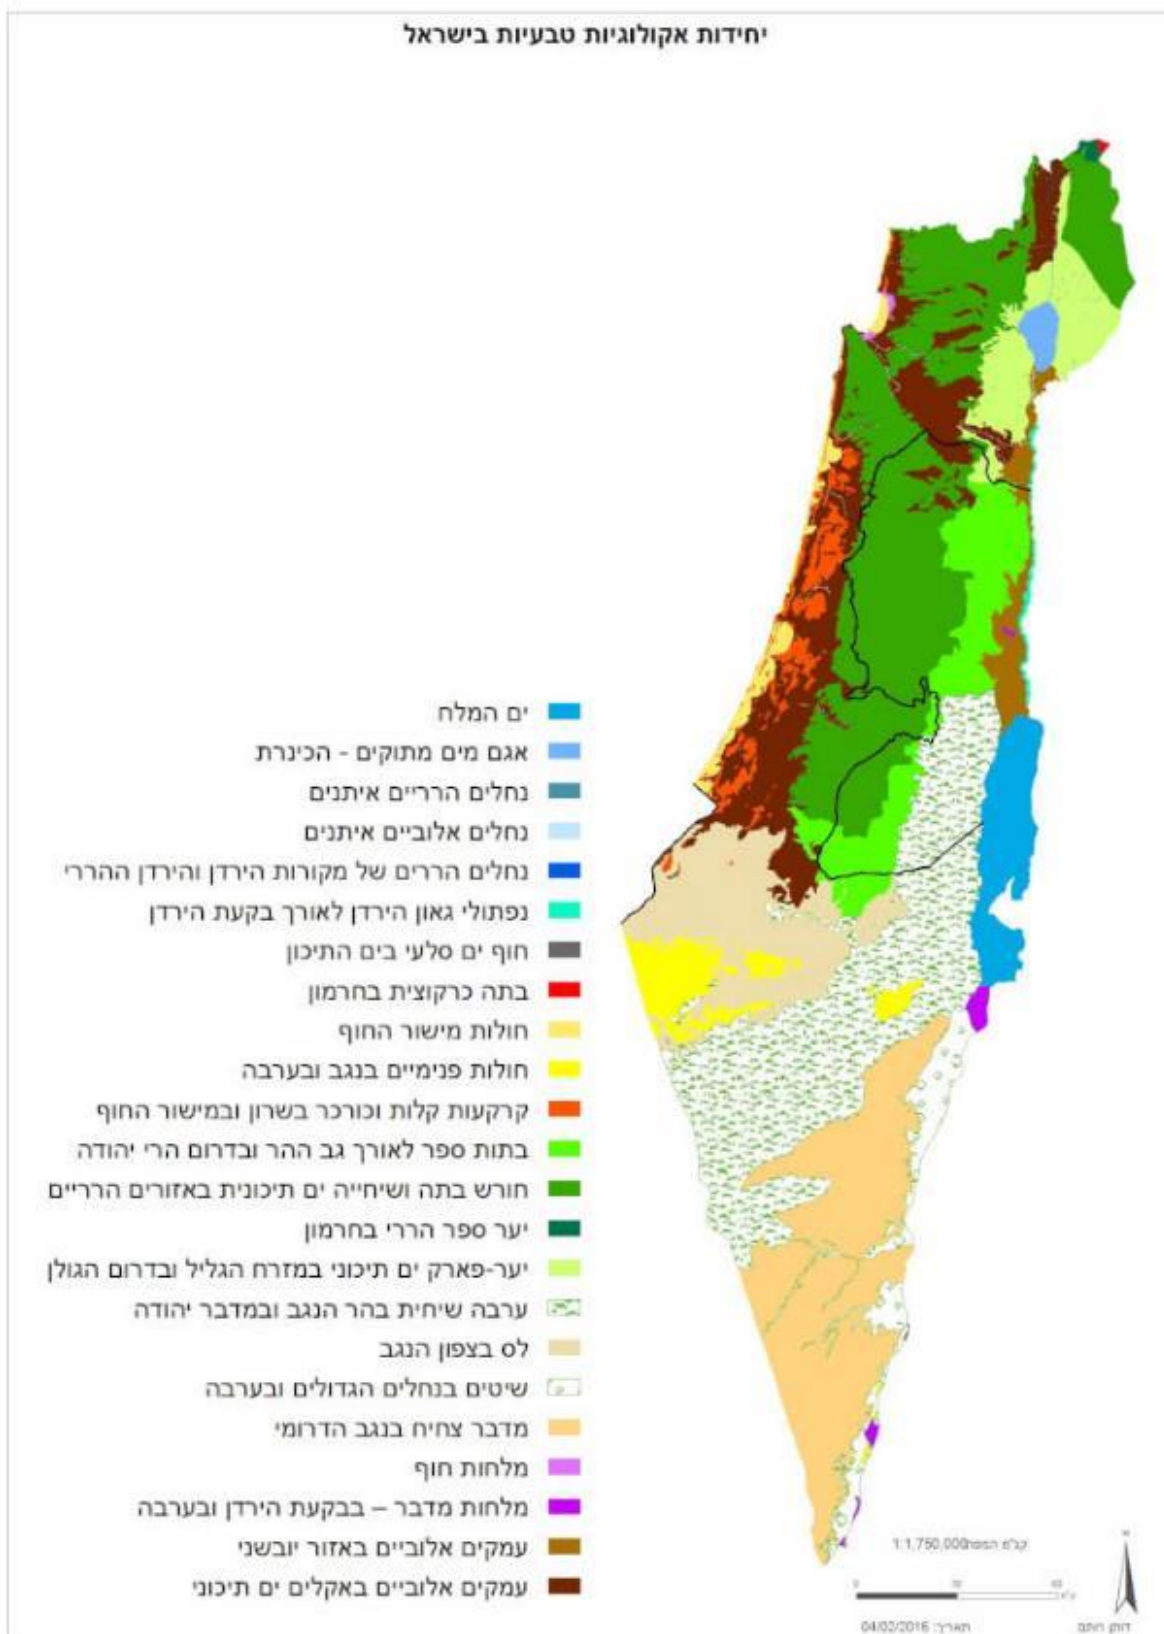 יחידות אקולוגיות טבעיות בישראל
ים המלח
אגם מים מתוקים - הכינרת
נחלים הרריים איתנים
נחלים אלוביים איתנים
נחלים הררים של מקורות הירדן והירדן ההררי
נפתולי גאון הירדן לאורך בקעת הירדן
חוף ים סלעי בים התיכון
בתה כרקוצית בחרמון
חולות מישור החוף
חולות פנימיים בנגב ובערבה
קרקעות קלות וכורכר בשרון ובמישור החוף
בתות ספר לאורך גב ההר ובדרום הרי יהודה
חורש בתה ושיחייה ים תיכונית באזורים הרריים
יער ספר הררי בחרמון
יער-פארק ים תיכוני במזרח הגליל ובדרום הגולן
ערבה שיחית בהר הנגב ובמדבר יהודה
לס בצפון הנגב
שיטים בנחלים הגדולים ובערבה
מדבר צחיח בנגב הדרומי
מלחות חוף
מלחות מדבר – בבקעת הירדן ובערבה
עמקים אלוביים באזור יובשני
עמקים אלוביים באקלים ים תיכוני
קנ"מ המפה 1:1,750,000
תאריך: 04/02/2016
דותן רותם